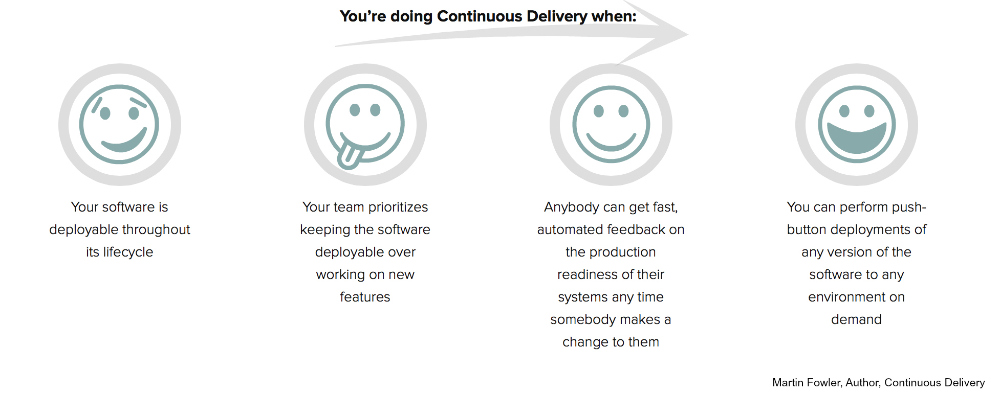 You’re doing Continuous Delivery when:
Your software is
deployable throughout
its lifecycle
Your team prioritizes
keeping the software
deployable over
working on new
features
Anybody can get fast,
automated feedback on
the production
readiness of their
systems any time
somebody makes a
change to them
You can perform push-
button deployments of
any version of the
software to any
environment on
demand
Martin Fowler, Author, Continuous Delivery